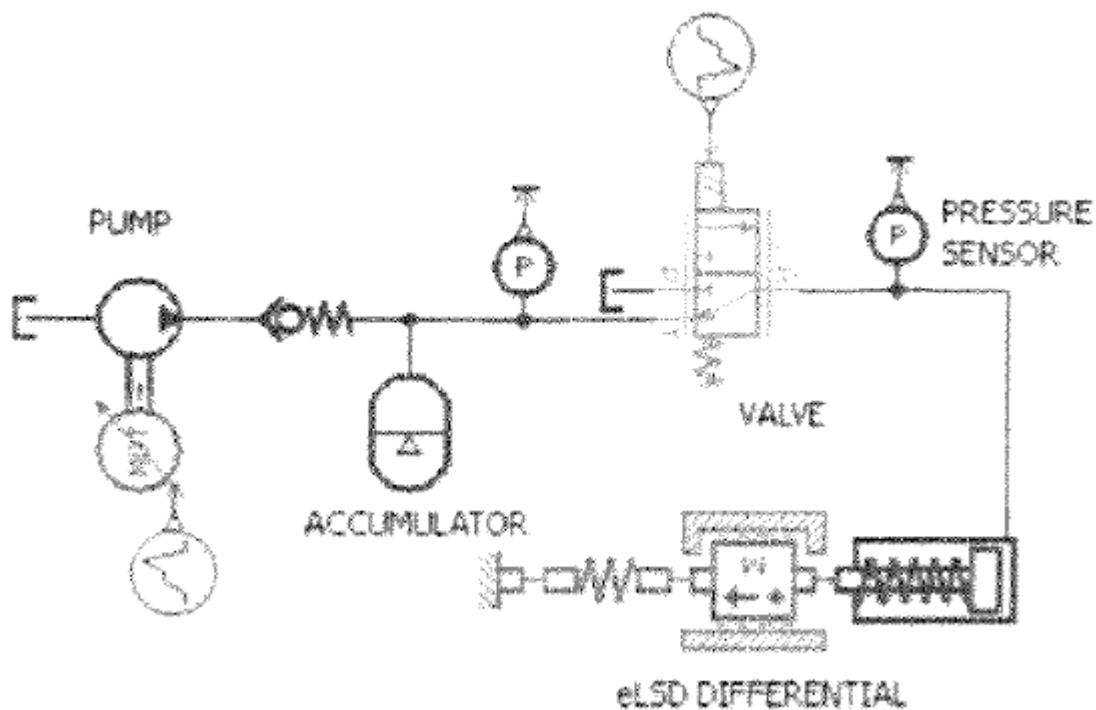 PUMP
P
P
PRESSURE
SENSOR
VALVE
ACCUMULATOR
eLSD DIFFERENTIAL